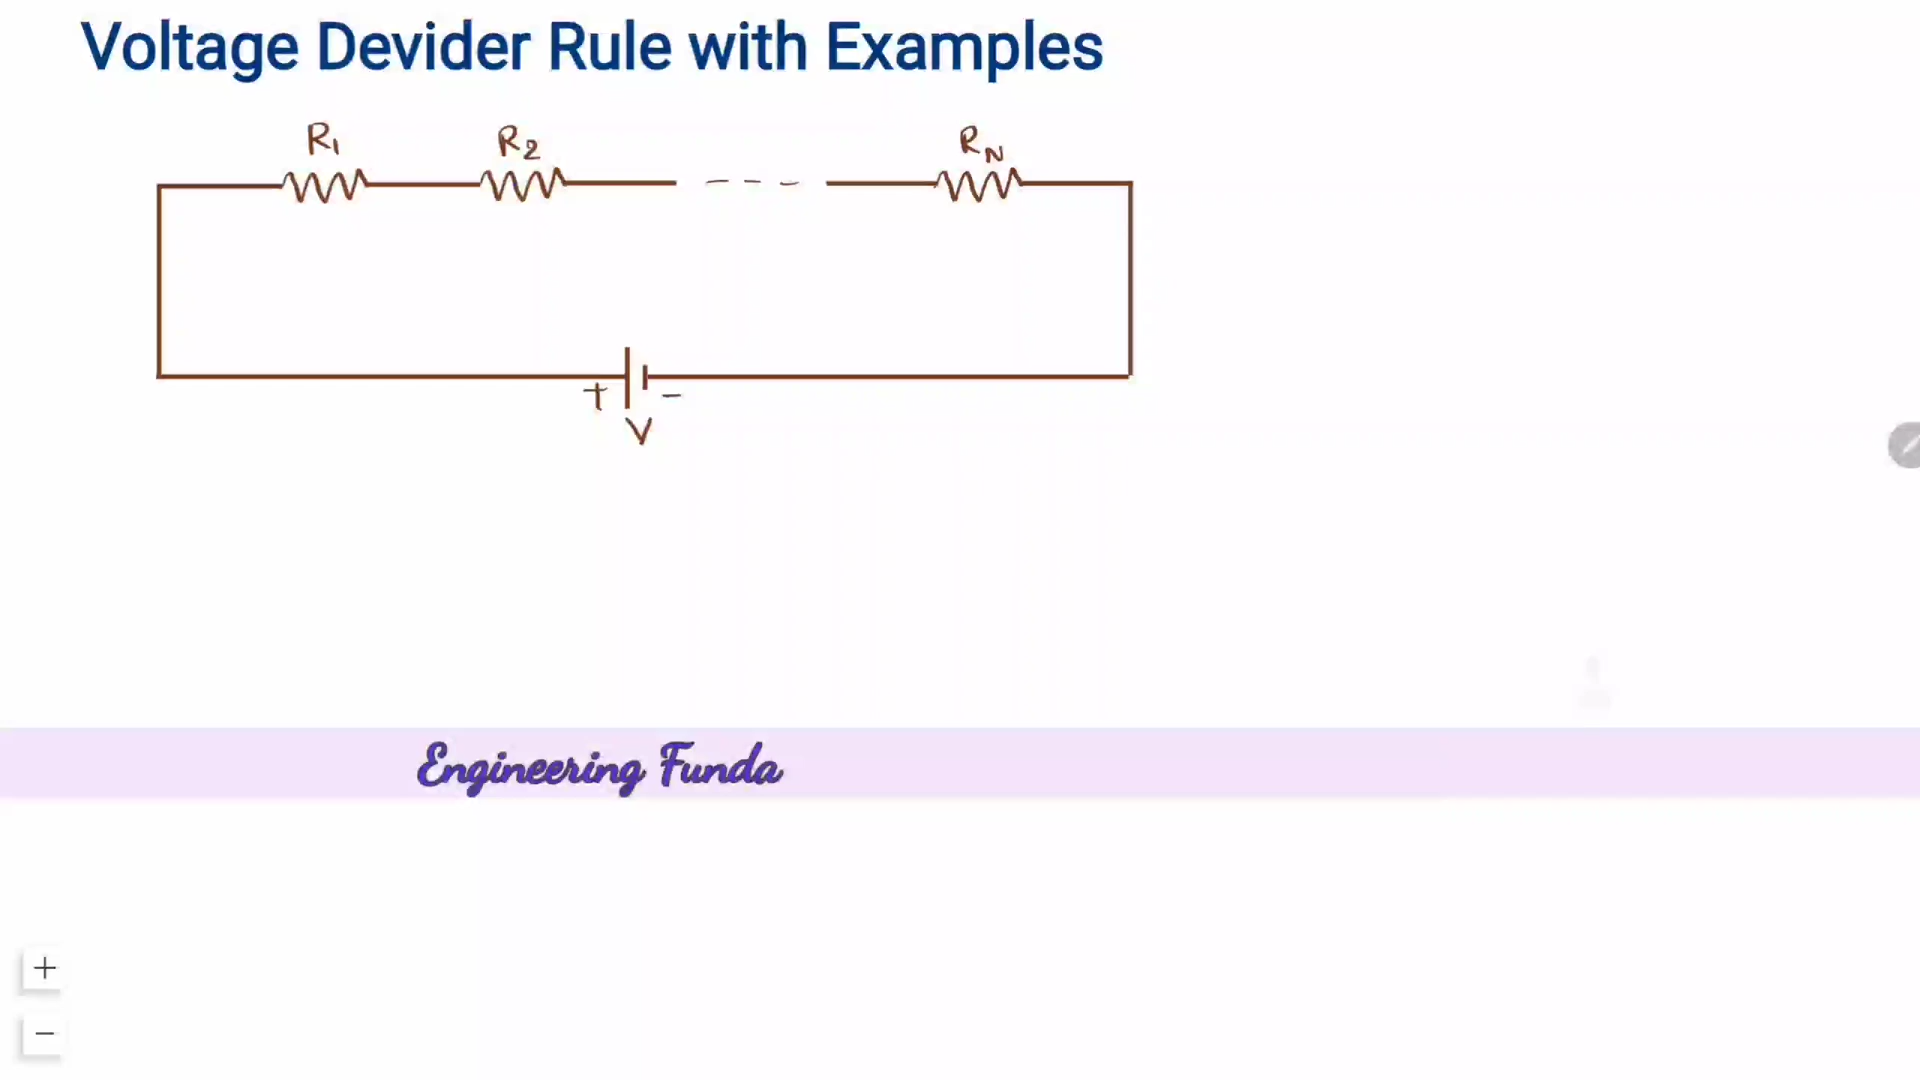 Voltage Devider Rule with Examples
R1 R2 - - - RN
+ -
V
Engineering Funda
+
−